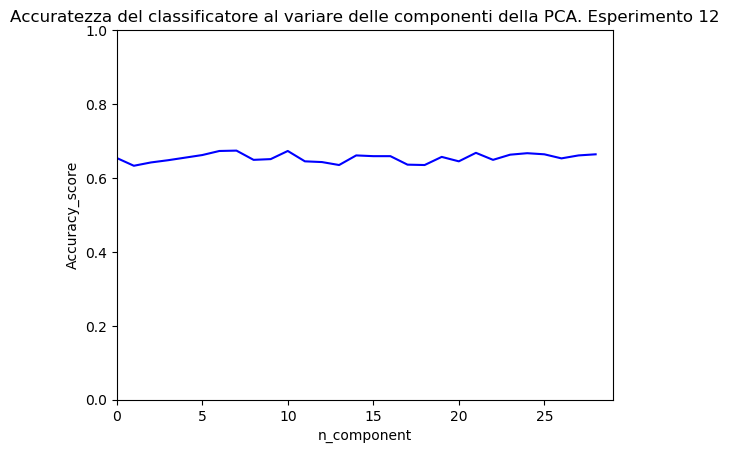 Accuratezza del classificatore al variare delle componenti della PCA. Esperimento 12
1.0
0.8
0.6
0.4
0.2
0.0
Accuracy_score
0 5 10 15 20 25
n_component